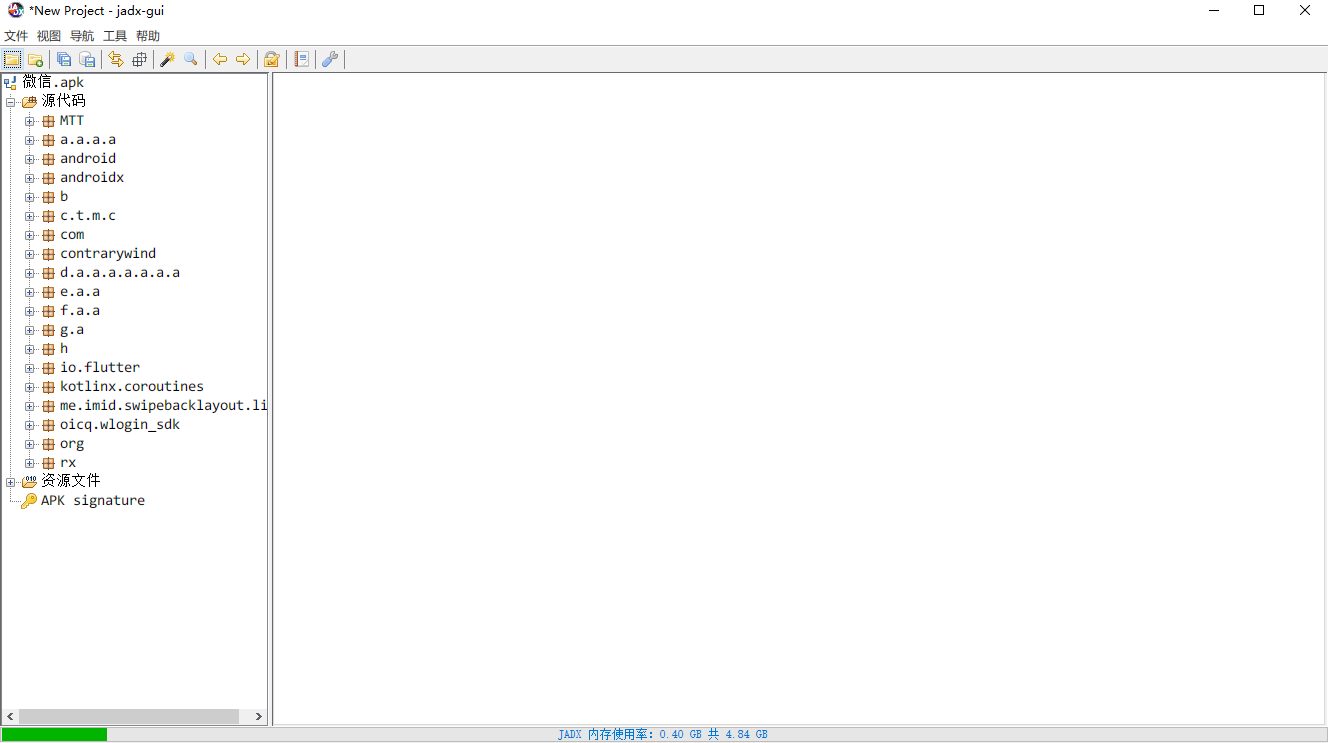 *New Project - jadx-gui
文件 视图 导航 工具 帮助
微信.apk
源代码
MTT
a.a.a.a
android
androidx
b
c.t.m.c
com
contrarywind
d.a.a.a.a.a.a.a
e.a.a
f.a.a
g.a
h
io.flutter
kotlinx.coroutines
me.imid.swipebacklayout.li
oicq.wlogin_sdk
org
rx
资源文件
APK signature
JADX 内存使用率: 0.40 GB 共 4.84 GB